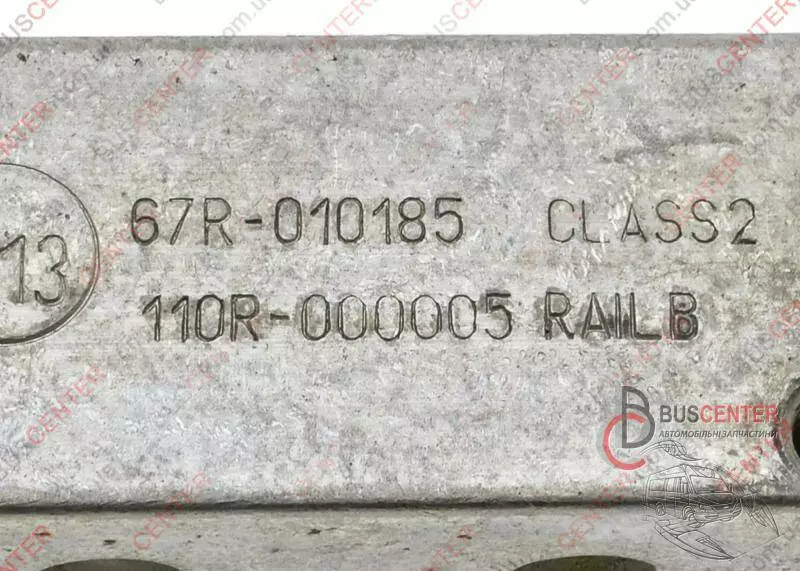 67R-010185 CLASS2
13
110R-000005 RAILB
BUSCENTER
АВТОМОБІЛЬНІ ЗАПЧАСТИНИ